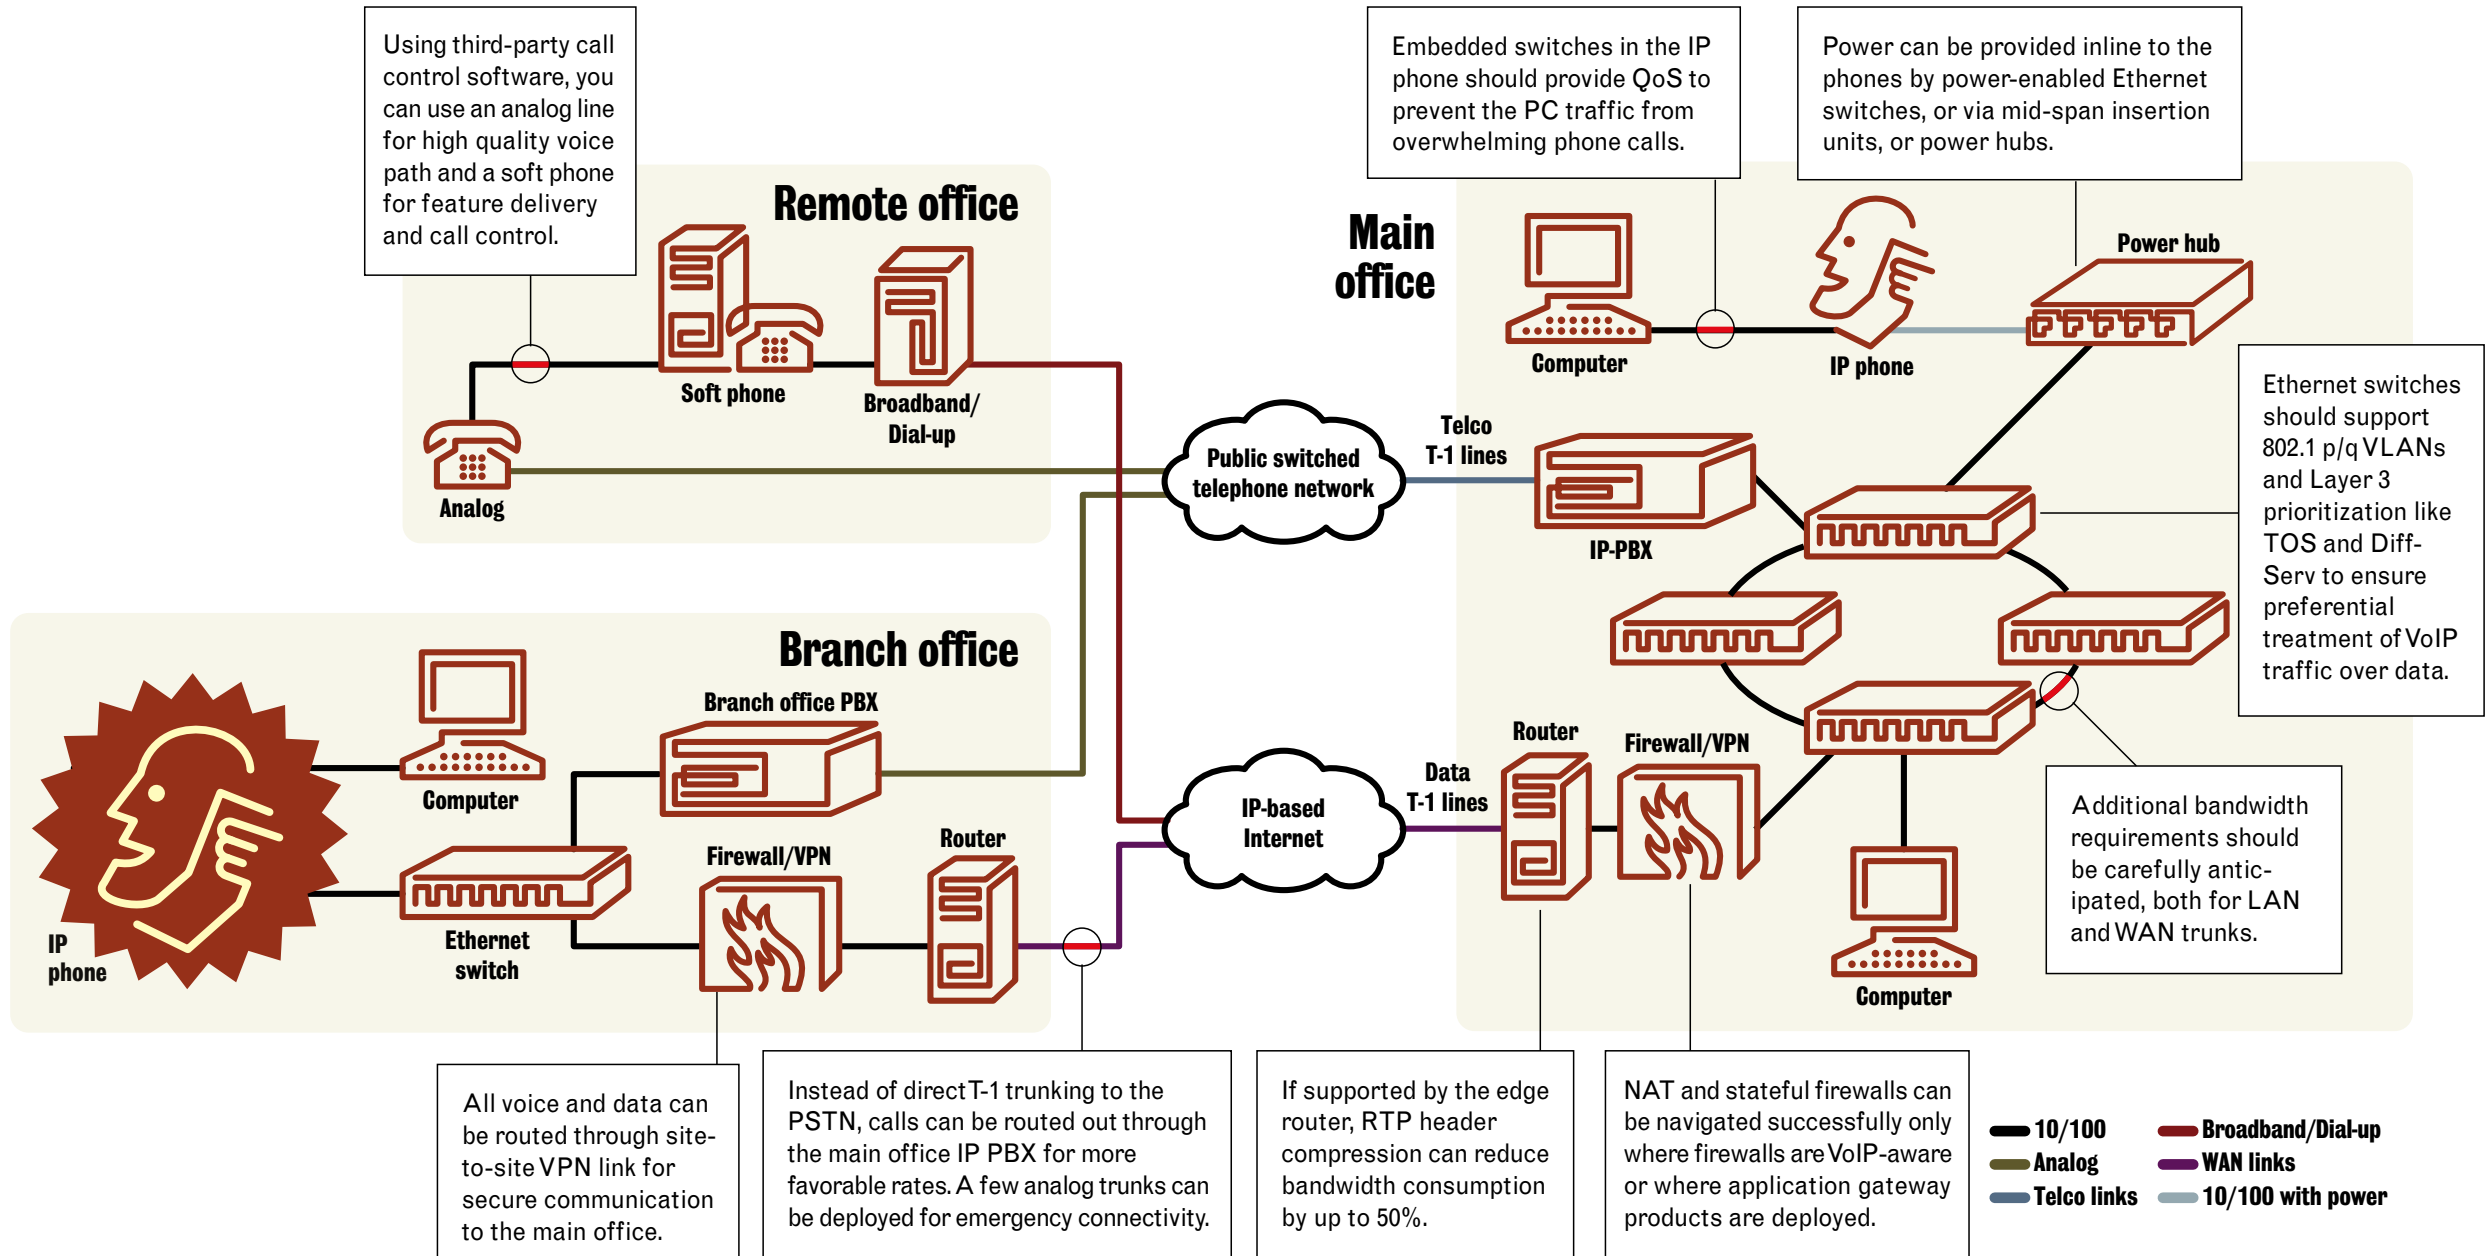 Using third-party call
control software, you
can use an analog line
for high quality voice
path and a soft phone
for feature delivery
and call control.
Embedded switches in the IP
phone should provide QoS to
prevent the PC traffic from
overwhelming phone calls.
Power can be provided inline to the
phones by power-enabled Ethernet
switches, or via mid-span insertion
units, or power hubs.
Remote office
Soft phone
Broadband/
Dial-up
Analog
Main
office
Computer
IP phone
Power hub
Ethernet switches
should support
802.1 p/q VLANs
and Layer 3
prioritization like
TOS and Diff-
Serv to ensure
preferential
treatment of VoIP
traffic over data.
Public switched
telephone network
Telco
T-1 lines
IP-PBX
Branch office
Branch office PBX
Computer
IP
phone
Ethernet
switch
Firewall/VPN
Router
IP-based
Internet
Data
T-1 lines
Router
Firewall/VPN
Computer
Additional bandwidth
requirements should
be carefully antic-
ipated, both for LAN
and WAN trunks.
All voice and data can
be routed through site-
to-site VPN link for
secure communication
to the main office.
Instead of direct T-1 trunking to the
PSTN, calls can be routed out through
the main office IP PBX for more
favorable rates. A few analog trunks can
be deployed for emergency connectivity.
If supported by the edge
router, RTP header
compression can reduce
bandwidth consumption
by up to 50%.
NAT and stateful firewalls can
be navigated successfully only
where firewalls are VoIP-aware
or where application gateway
products are deployed.
10/100
Analog
Telco links
Broadband/Dial-up
WAN links
10/100 with power